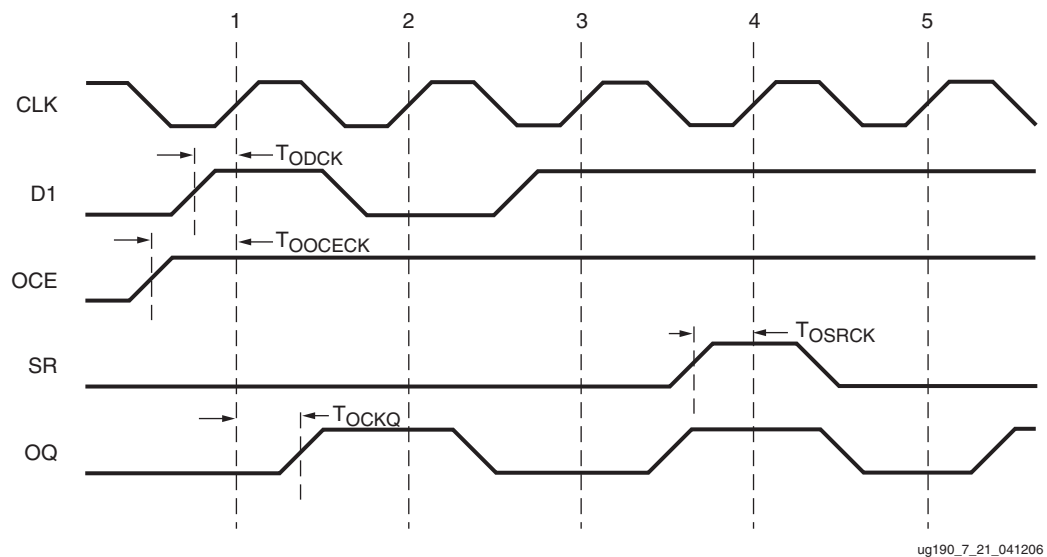 1 2 3 4 5
CLK
TODCK
D1
TOOCECK
OCE
TOSRCK
SR
TOCKQ
OQ
ug190_7_21_041206